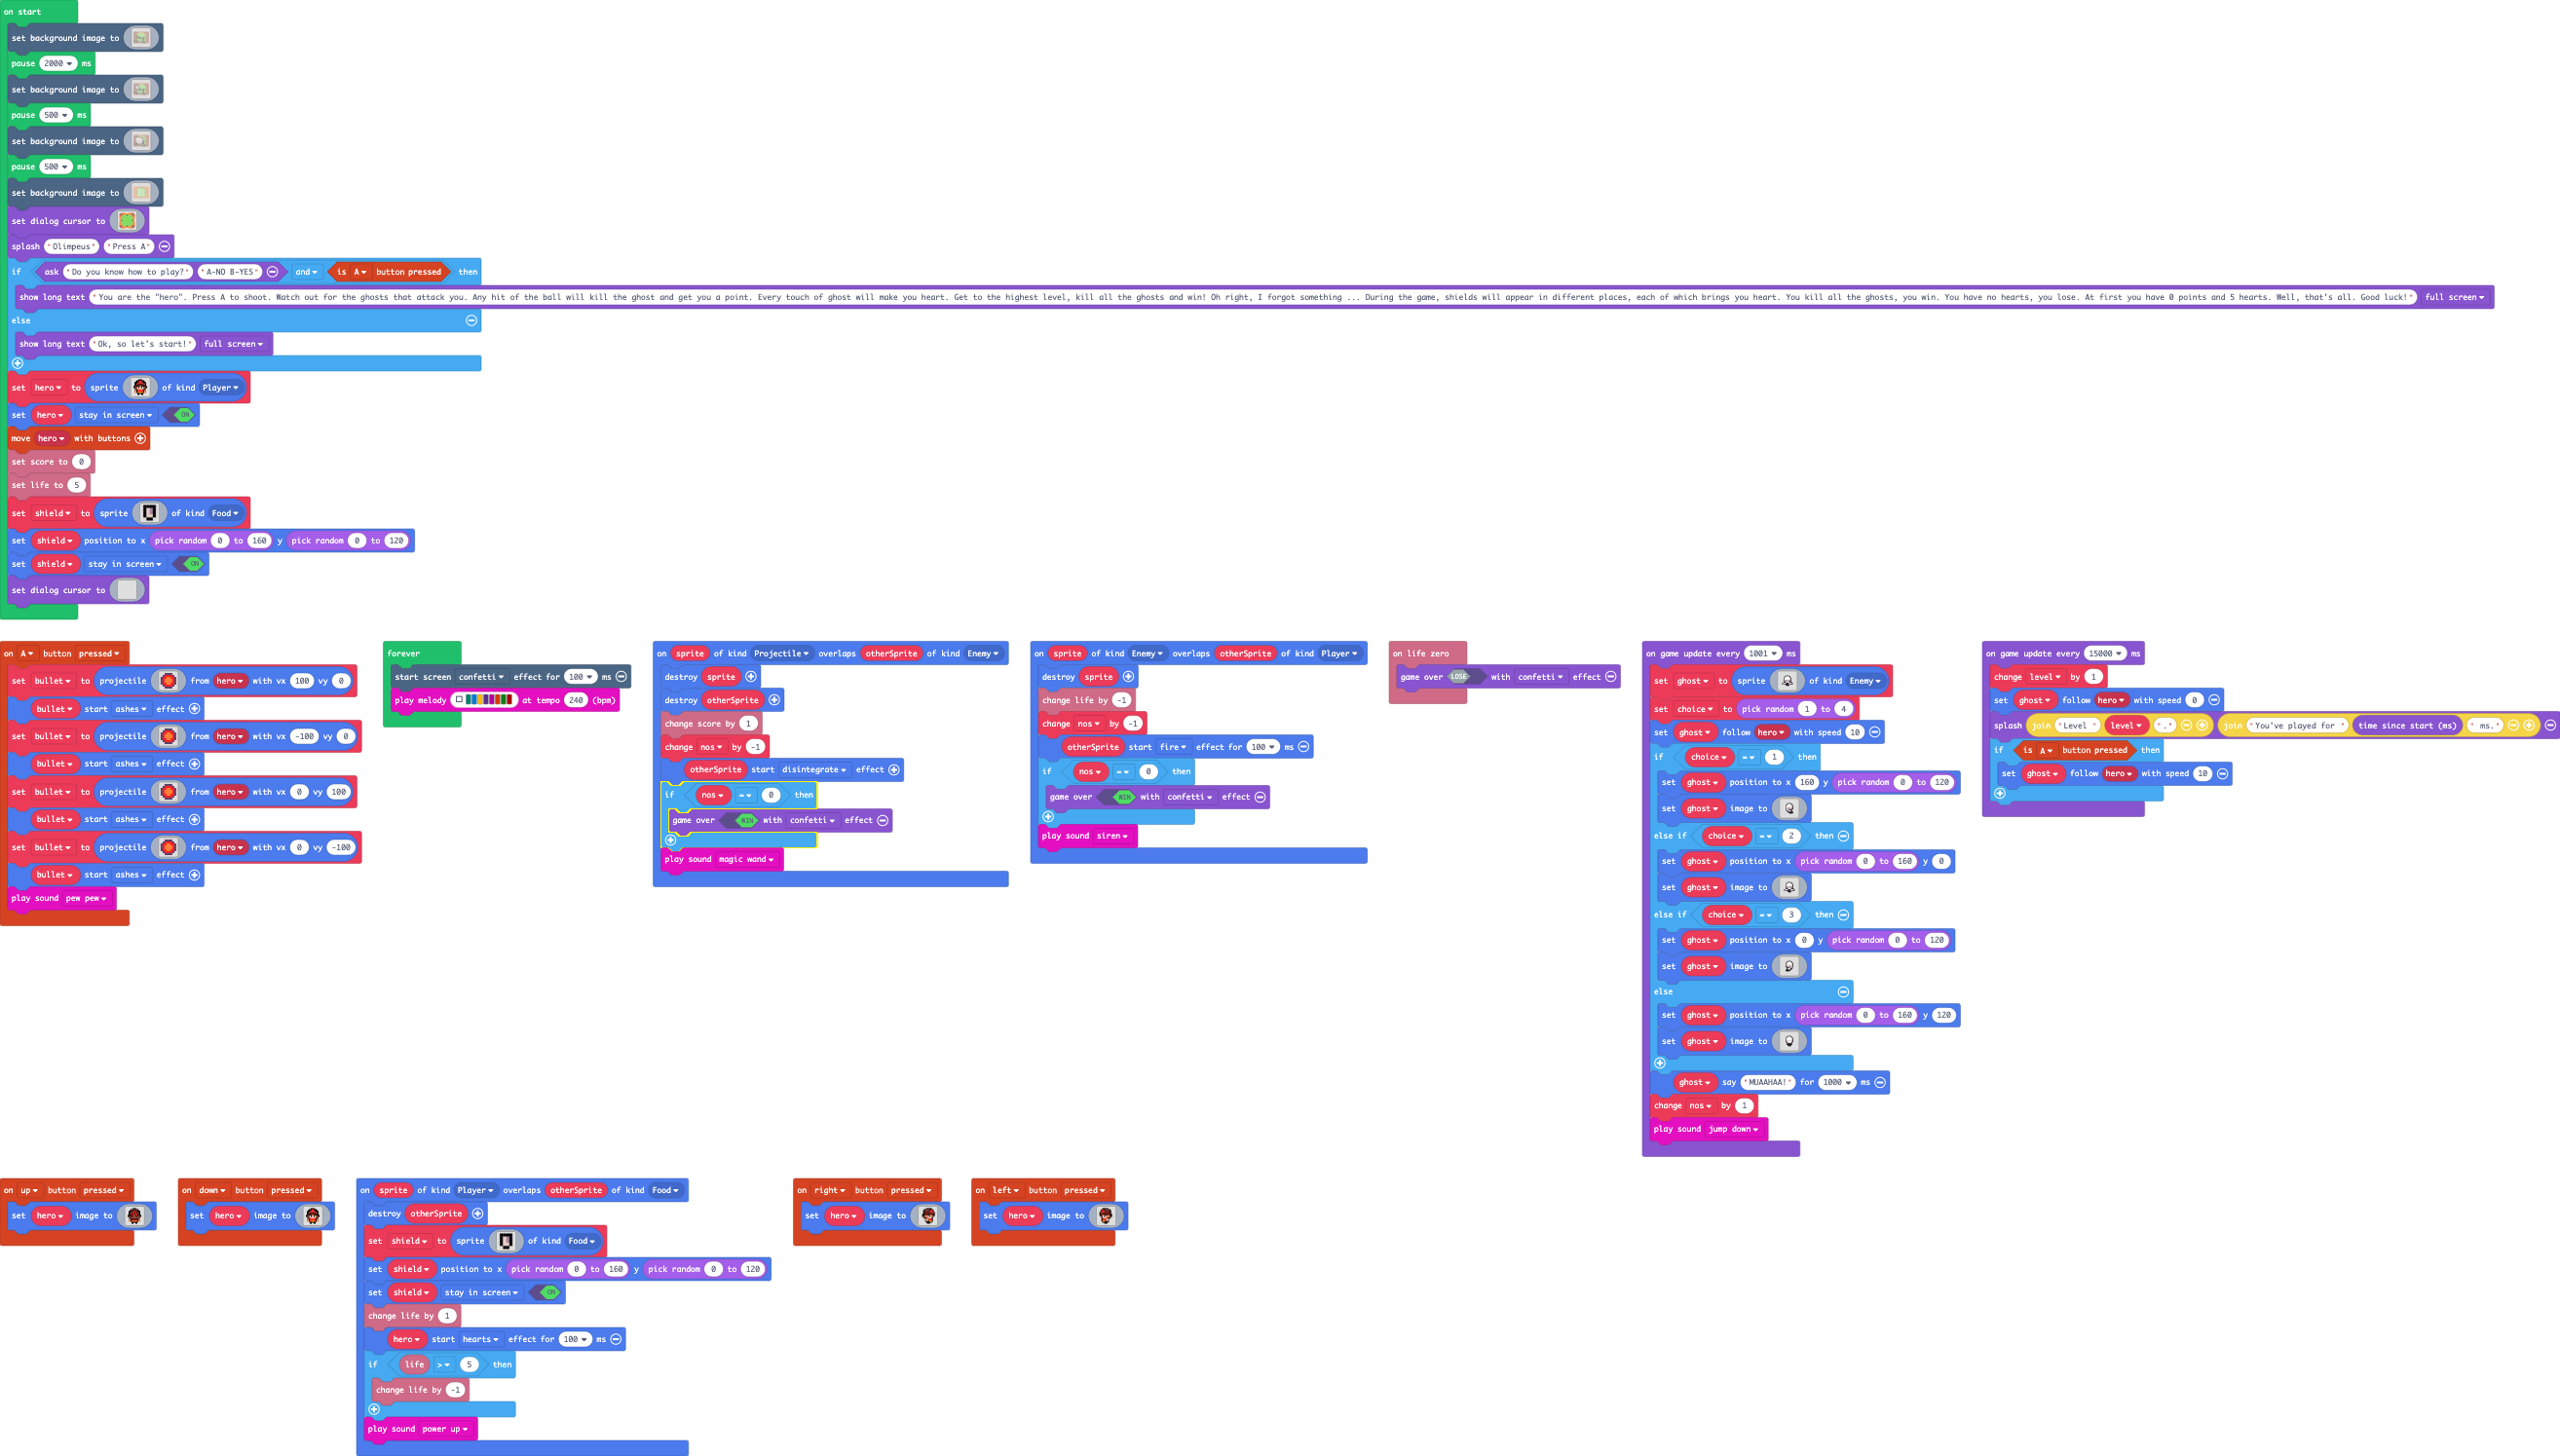 on start
set background image to
pause 2000 ms
set background image to
pause 500 ms
set background image to
pause 500 ms
set background image to
set dialog cursor to
splash "Olimpeus" "Press A"
if ask "Do you know how to play?" "A-NO B-YES" and is A button pressed then
show long text "You are the "hero". Press A to shoot. Watch out for the ghosts that attack you. Any hit of the ball will kill the ghost and get you a point. Every touch of ghost will make you heart. Get to the highest level, kill all the ghosts and win! Oh right, I forgot something ... During the game, shields will appear in different places, each of which brings you heart. You kill all the ghosts, you win. You have no hearts, you lose. At first you have 0 points and 5 hearts. Well, that's all. Good luck!" full screen
else
show long text "Ok, so let's start!" full screen
set hero to sprite of kind Player
set hero stay in screen ON
move hero with buttons
set score to 0
set life to 5
set shield to sprite of kind Food
set shield position to x pick random 0 to 160 y pick random 0 to 120
set shield stay in screen ON
set dialog cursor to
on A button pressed
set bullet to projectile from hero with vx 100 vy 0
bullet start ashes effect
set bullet to projectile from hero with vx -100 vy 0
bullet start ashes effect
set bullet to projectile from hero with vx 0 vy 100
bullet start ashes effect
set bullet to projectile from hero with vx 0 vy -100
bullet start ashes effect
play sound pew pew
forever
start screen confetti effect for 100 ms
play melody at tempo 240 (bpm)
on sprite of kind Projectile overlaps otherSprite of kind Enemy
destroy sprite
destroy otherSprite
change score by 1
change nos by -1
otherSprite start disintegrate effect
if nos = 0 then
game over WIN with confetti effect
play sound magic wand
on sprite of kind Enemy overlaps otherSprite of kind Player
destroy sprite
change life by -1
change nos by -1
otherSprite start fire effect for 100 ms
if nos = 0 then
game over WIN with confetti effect
play sound siren
on life zero
game over LOSE with confetti effect
on game update every 1001 ms
set ghost to sprite of kind Enemy
set choice to pick random 1 to 4
set ghost follow hero with speed 10
if choice = 1 then
set ghost position to x 160 y pick random 0 to 120
set ghost image to
else if choice = 2 then
set ghost position to x pick random 0 to 160 y 0
set ghost image to
else if choice = 3 then
set ghost position to x 0 y pick random 0 to 120
set ghost image to
else
set ghost position to x pick random 0 to 160 y 120
set ghost image to
ghost say "MUAAHAA!" for 1000 ms
change nos by 1
play sound jump down
on game update every 15000 ms
change level by 1
set ghost follow hero with speed 0
splash join "Level " level "." join "You've played for " time since start (ms) " ms."
if is A button pressed then
set ghost follow hero with speed 10
on up button pressed
set hero image to
on down button pressed
set hero image to
on sprite of kind Player overlaps otherSprite of kind Food
destroy otherSprite
set shield to sprite of kind Food
set shield position to x pick random 0 to 160 y pick random 0 to 120
set shield stay in screen ON
change life by 1
hero start hearts effect for 100 ms
if life > 5 then
change life by -1
play sound power up
on right button pressed
set hero image to
on left button pressed
set hero image to